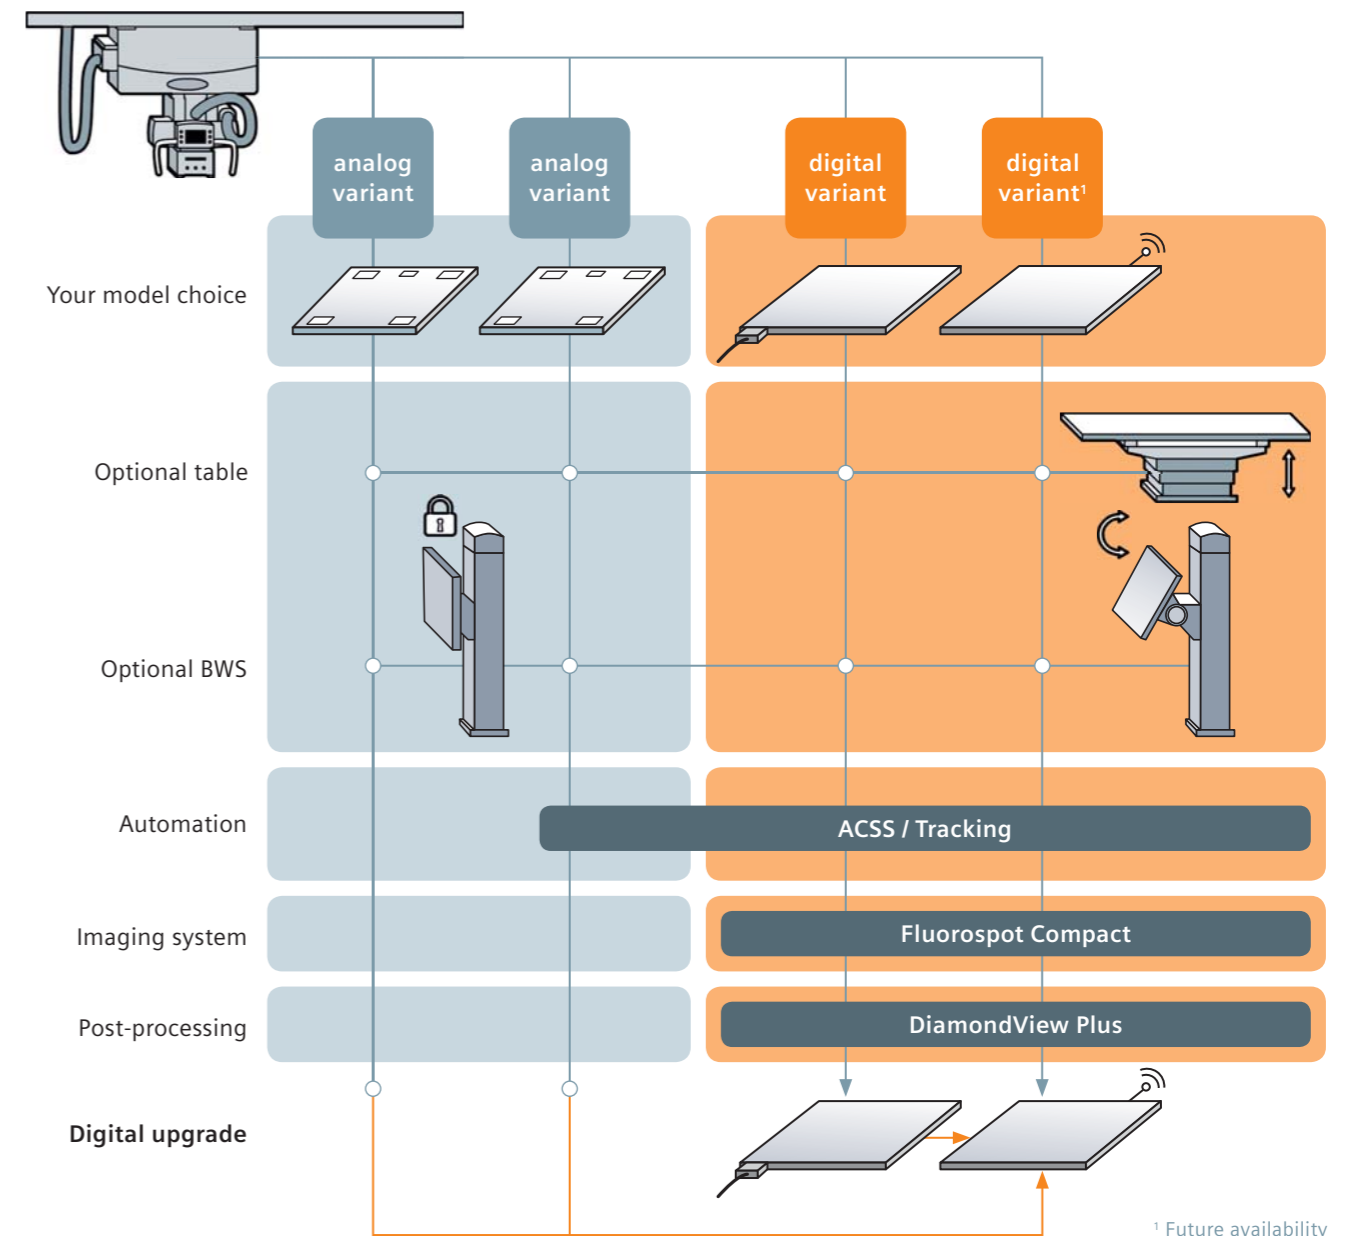 analog
variant
analog
variant
digital
variant
digital
variant¹
Your model choice
Optional table
Optional BWS
Automation
ACSS / Tracking
Imaging system
Fluorospot Compact
Post-processing
DiamondView Plus
Digital upgrade
¹ Future availability